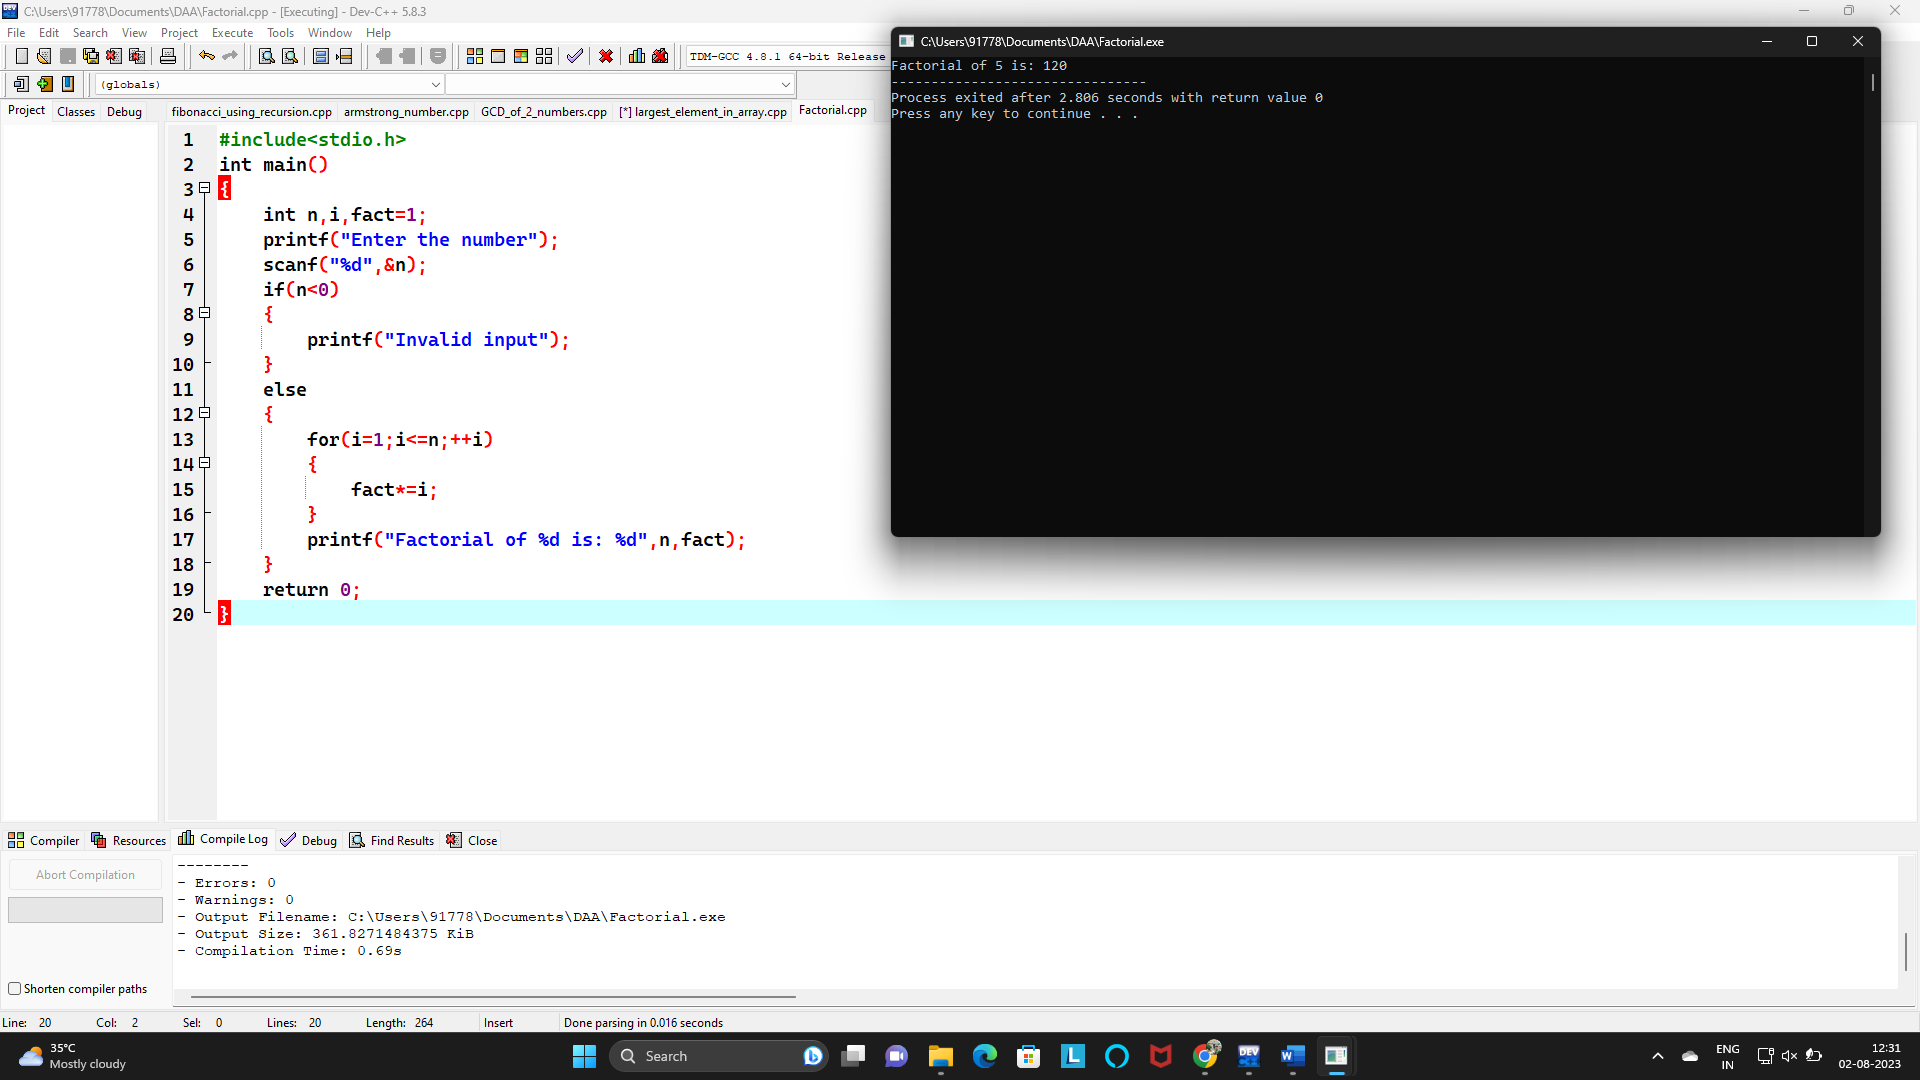 C:\Users\91778\Documents\DAA\Factorial.cpp - [Executing] - Dev-C++ 5.8.3
File Edit Search View Project Execute Tools Window Help
TDM-GCC 4.8.1 64-bit Release
(globals)
Project Classes Debug
fibonacci_using_recursion.cpp armstrong_number.cpp GCD_of_2_numbers.cpp [*] largest_element_in_array.cpp Factorial.cpp
1 #include<stdio.h>
2 int main()
3 {
4 int n,i,fact=1;
5 printf("Enter the number");
6 scanf("%d",&n);
7 if(n<0)
8 {
9 printf("Invalid input");
10 }
11 else
12 {
13 for(i=1;i<=n;++i)
14 {
15 fact*=i;
16 }
17 printf("Factorial of %d is: %d",n,fact);
18 }
19 return 0;
20 }
C:\Users\91778\Documents\DAA\Factorial.exe
Factorial of 5 is: 120
--------------------------------
Process exited after 2.806 seconds with return value 0
Press any key to continue . . .
Compiler Resources Compile Log Debug Find Results Close
Abort Compilation
Shorten compiler paths
--------
- Errors: 0
- Warnings: 0
- Output Filename: C:\Users\91778\Documents\DAA\Factorial.exe
- Output Size: 361.8271484375 KiB
- Compilation Time: 0.69s
Line: 20 Col: 2 Sel: 0 Lines: 20 Length: 264 Insert Done parsing in 0.016 seconds
35°C
Mostly cloudy
Search
DEV
L
W
ENG
IN
12:31
02-08-2023